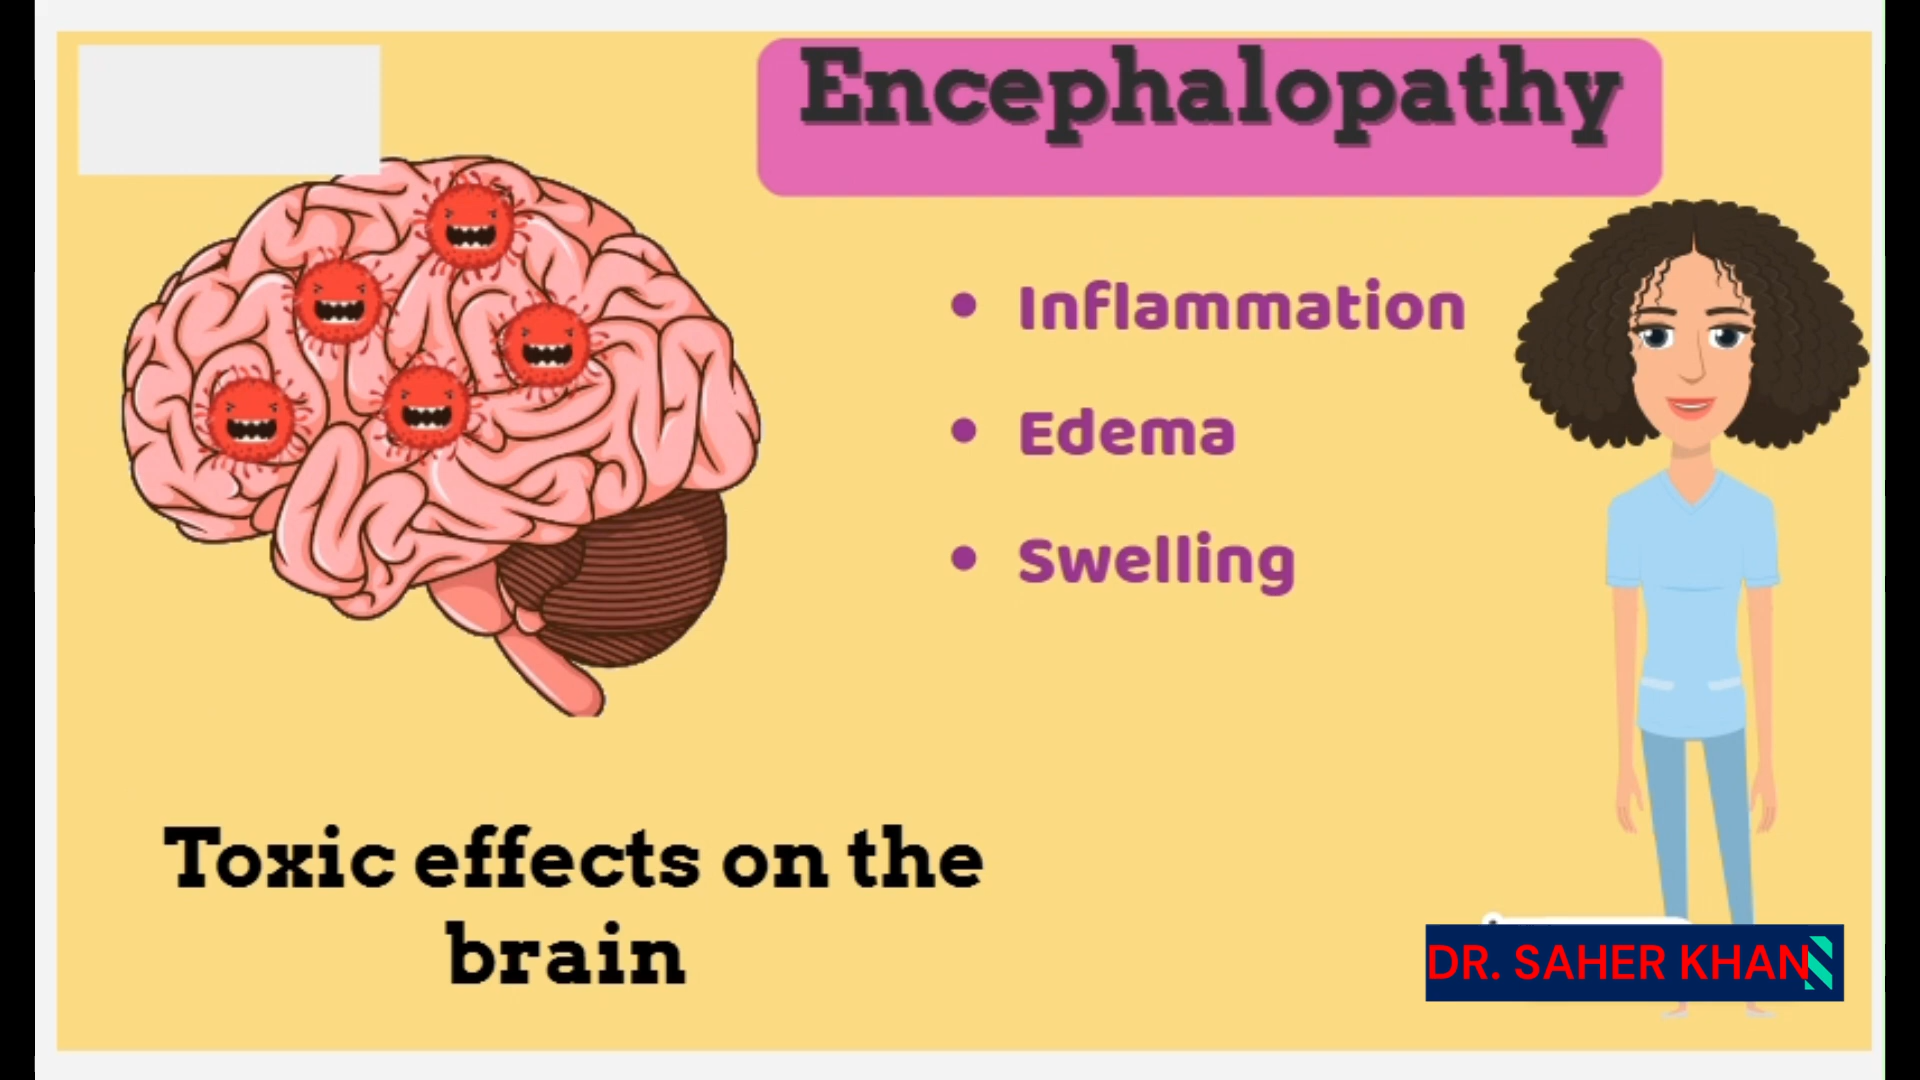 Encephalopathy
• Inflammation
• Edema
• Swelling
Toxic effects on the
brain
DR. SAHER KHAN